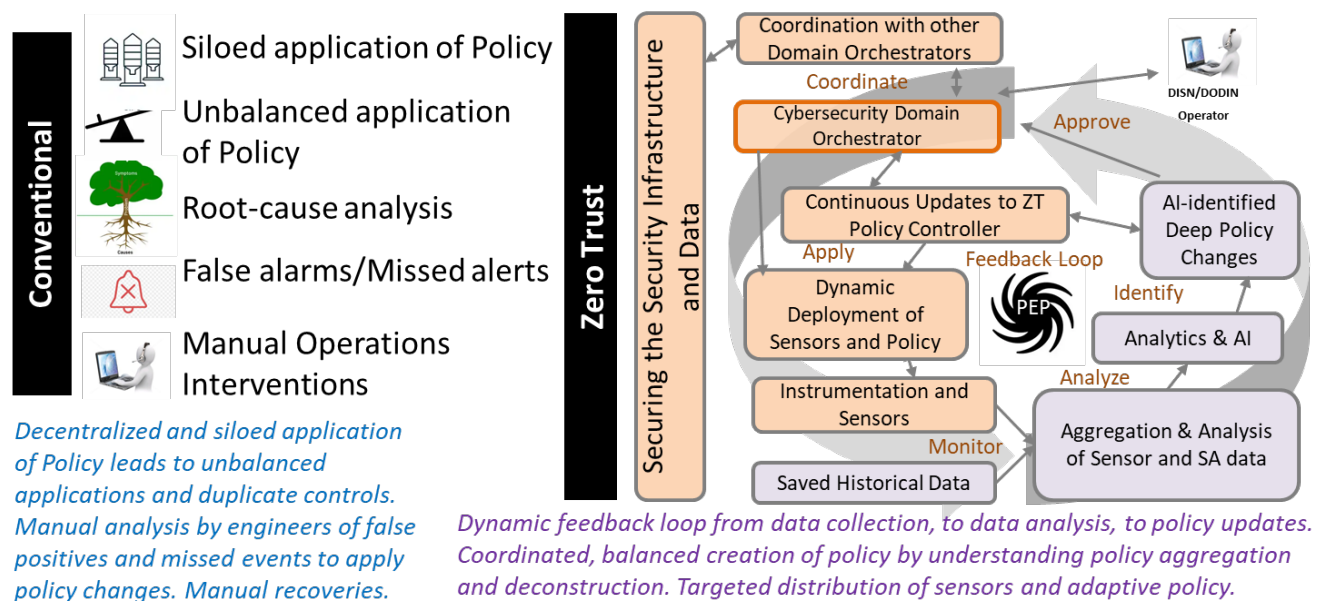 Conventional
Siloed application of Policy
Unbalanced application
of Policy
Symptoms
Causes
Root-cause analysis
False alarms/Missed alerts
Manual Operations
Interventions
Decentralized and siloed application
of Policy leads to unbalanced
applications and duplicate controls.
Manual analysis by engineers of false
positives and missed events to apply
policy changes. Manual recoveries.
Zero Trust
Securing the Security Infrastructure
and Data
Coordination with other
Domain Orchestrators
Coordinate
Cybersecurity Domain
Orchestrator
DISN/DODIN
Operator
Approve
Continuous Updates to ZT
Policy Controller
AI-identified
Deep Policy
Changes
Apply
Feedback Loop
PEP
Dynamic
Deployment of
Sensors and Policy
Identify
Analytics & AI
Analyze
Instrumentation and
Sensors
Monitor
Aggregation & Analysis
of Sensor and SA data
Saved Historical Data
Dynamic feedback loop from data collection, to data analysis, to policy updates.
Coordinated, balanced creation of policy by understanding policy aggregation
and deconstruction. Targeted distribution of sensors and adaptive policy.